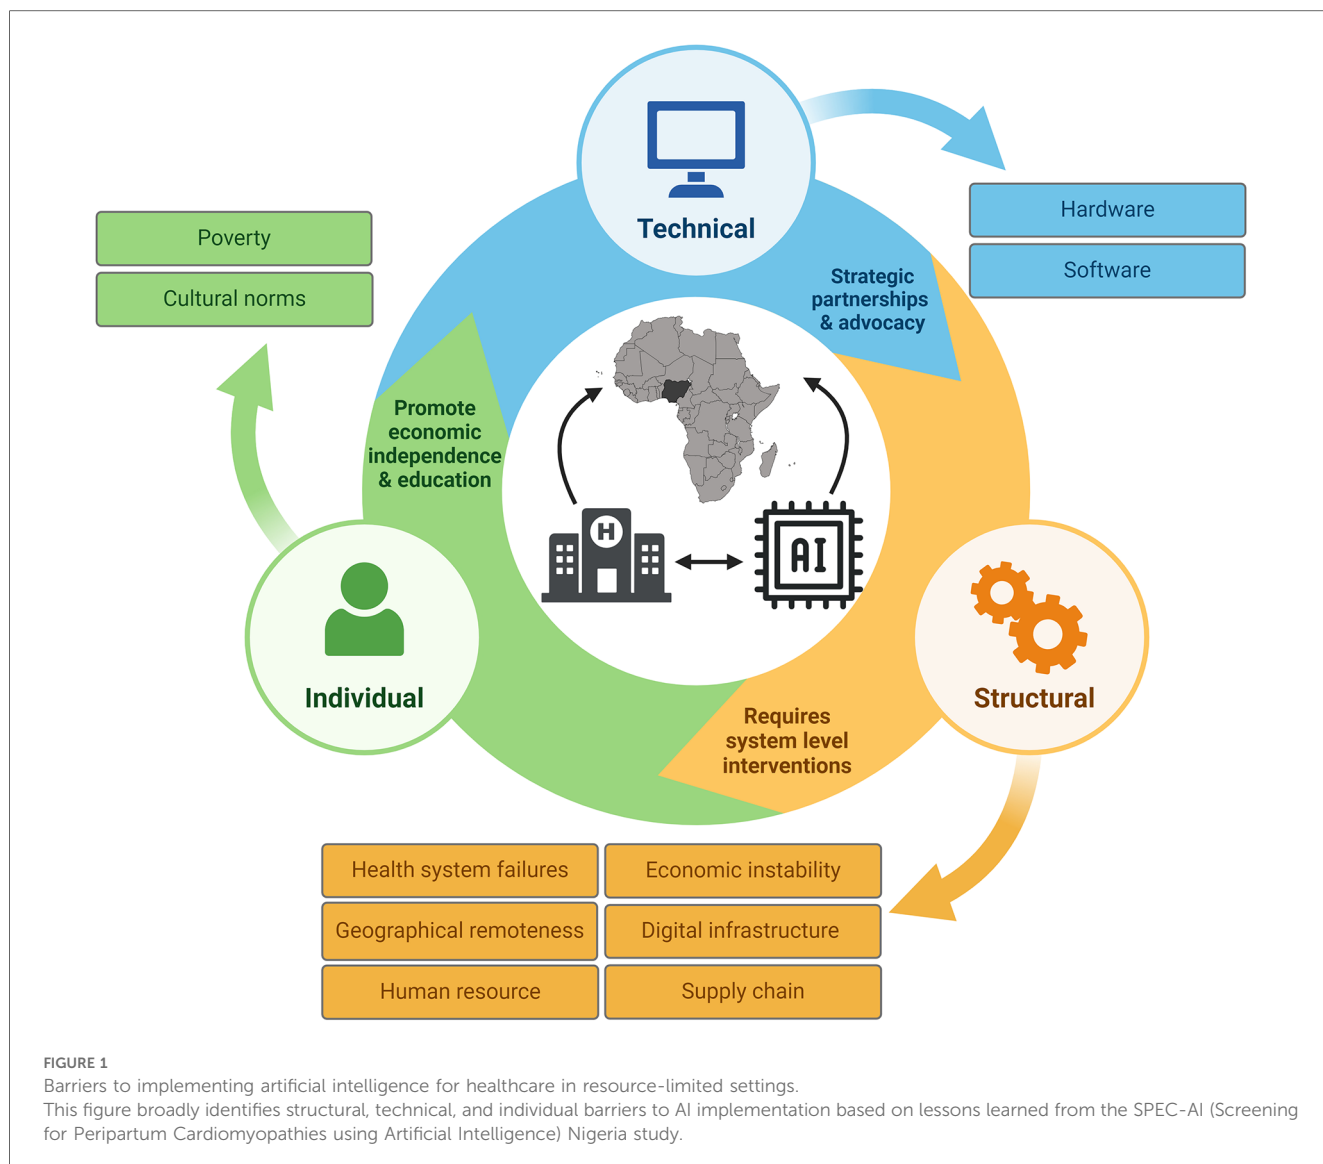 Technical
Hardware
Software
Strategic
partnerships
& advocacy
Poverty
Cultural norms
Promote
economic
independence
& education
H
AI
Individual
Structural
Requires
system level
interventions
Health system failures
Economic instability
Geographical remoteness
Digital infrastructure
Human resource
Supply chain
FIGURE 1
Barriers to implementing artificial intelligence for healthcare in resource-limited settings.
This figure broadly identifies structural, technical, and individual barriers to AI implementation based on lessons learned from the SPEC-AI (Screening
for Peripartum Cardiomyopathies using Artificial Intelligence) Nigeria study.